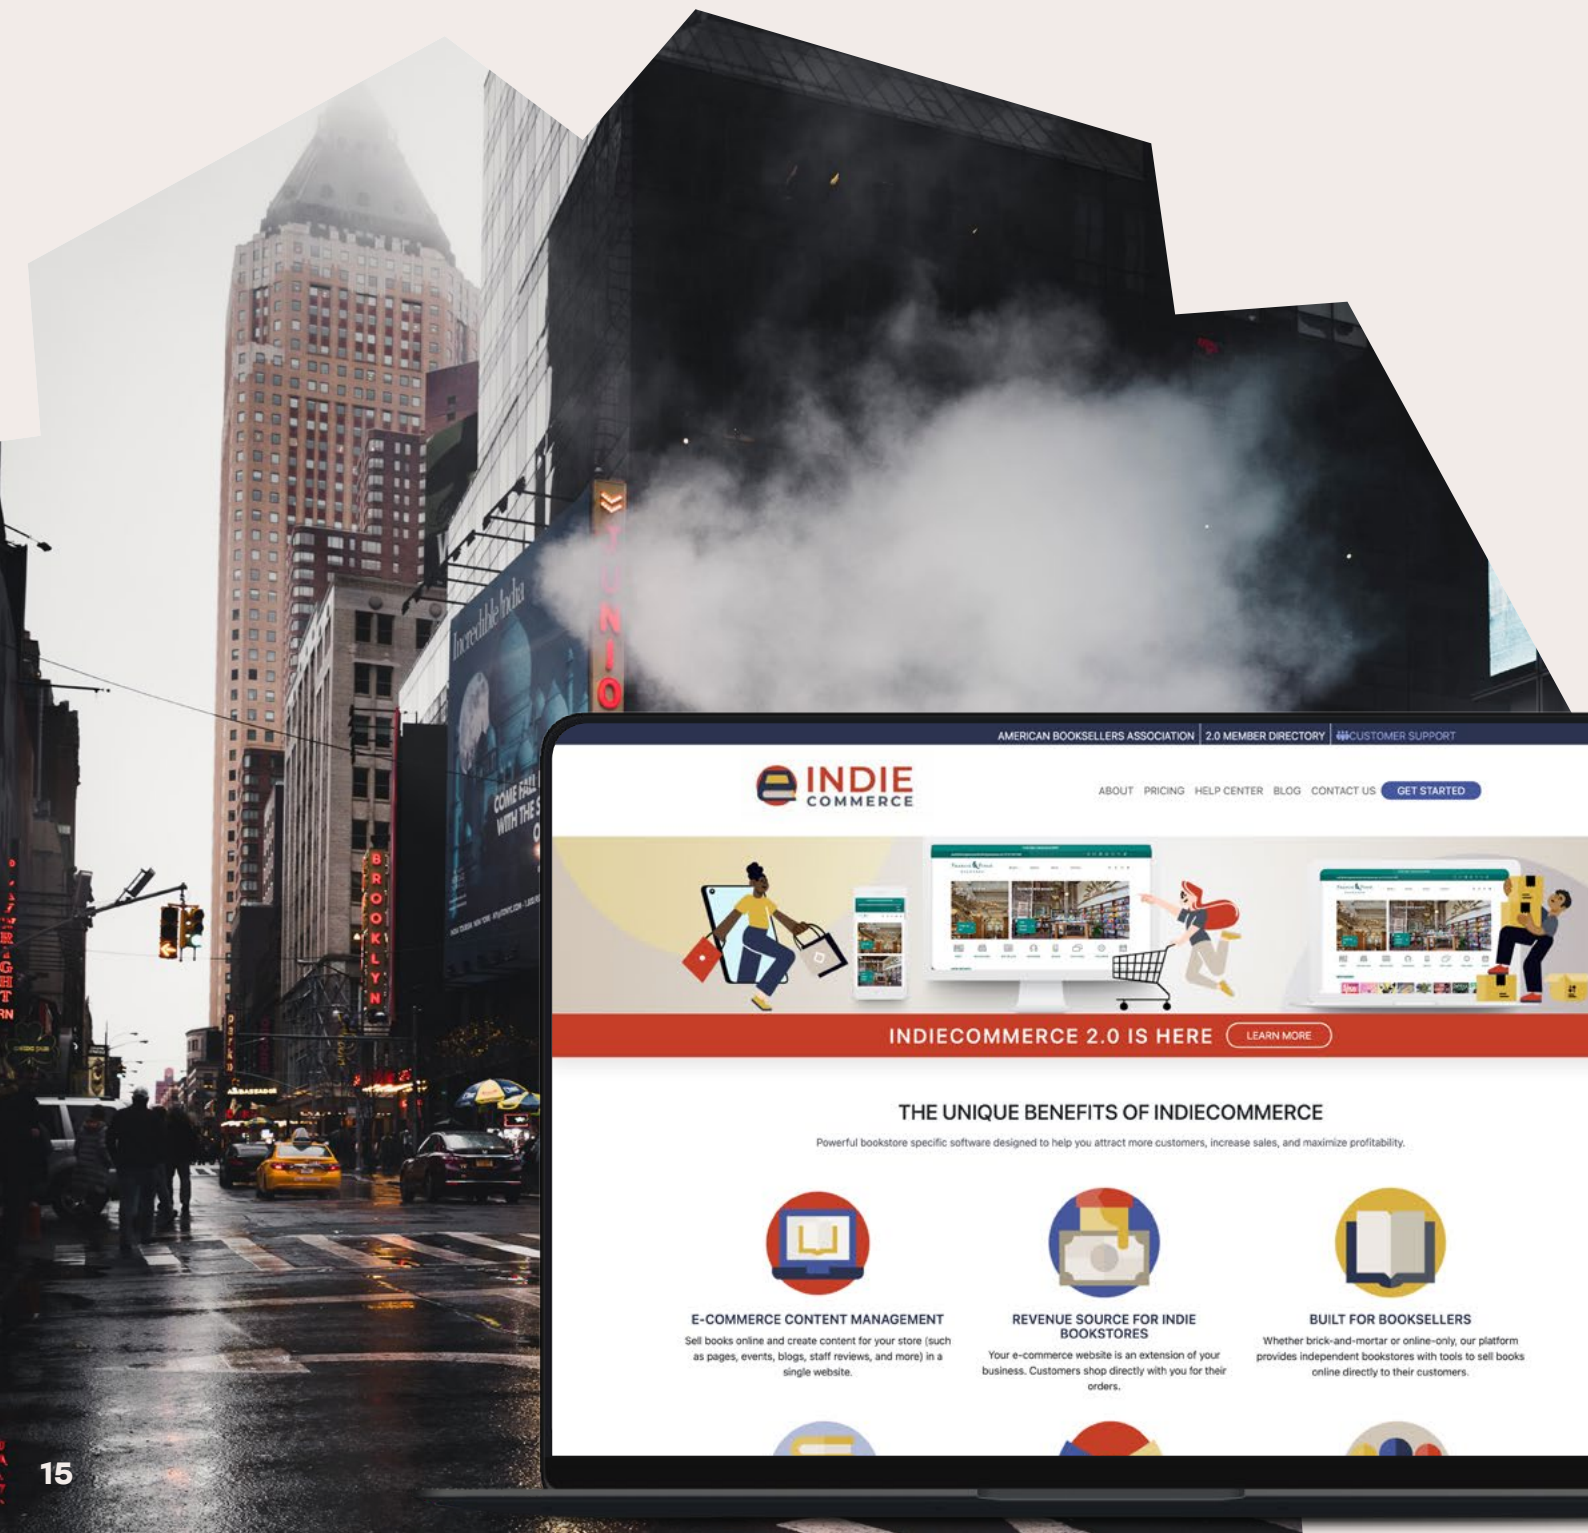 Incredible India
COME FALL
WITH THE S
BROOKLYN
NIO
AMERICAN BOOKSELLERS ASSOCIATION
2.0 MEMBER DIRECTORY
CUSTOMER SUPPORT
INDIE
COMMERCE
ABOUT
PRICING
HELP CENTER
BLOG
CONTACT US
GET STARTED
INDIECOMMERCE 2.0 IS HERE
LEARN MORE
THE UNIQUE BENEFITS OF INDIECOMMERCE
Powerful bookstore specific software designed to help you attract more customers, increase sales, and maximize profitability.
E-COMMERCE CONTENT MANAGEMENT
Sell books online and create content for your store (such
as pages, events, blogs, staff reviews, and more) in a
single website.
REVENUE SOURCE FOR INDIE
BOOKSTORES
Your e-commerce website is an extension of your
business. Customers shop directly with you for their
orders.
BUILT FOR BOOKSELLERS
Whether brick-and-mortar or online-only, our platform
provides independent bookstores with tools to sell books
online directly to their customers.
15